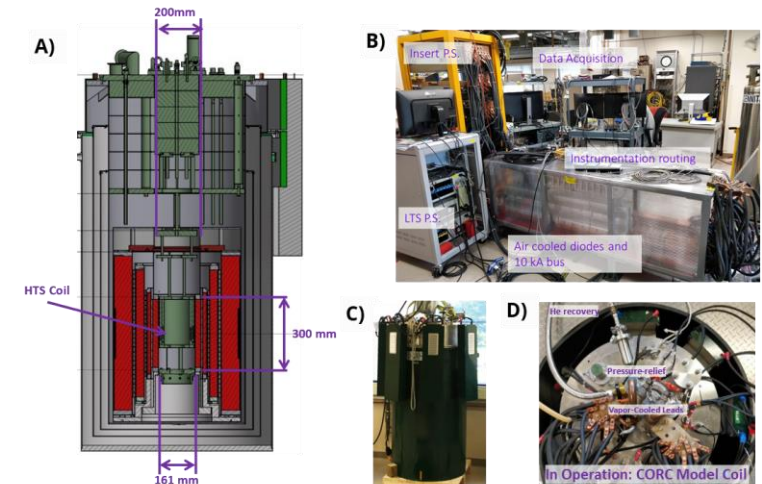 A)
200mm
HTS Coil
300 mm
161 mm
B)
Insert P.S.
Data Acquisition
Instrumentation routing
LTS P.S.
Air cooled diodes and
10 kA bus
C)
D)
He recovery
Pressure-relief
Vapor-Cooled Leads
In Operation: CORC Model Coil